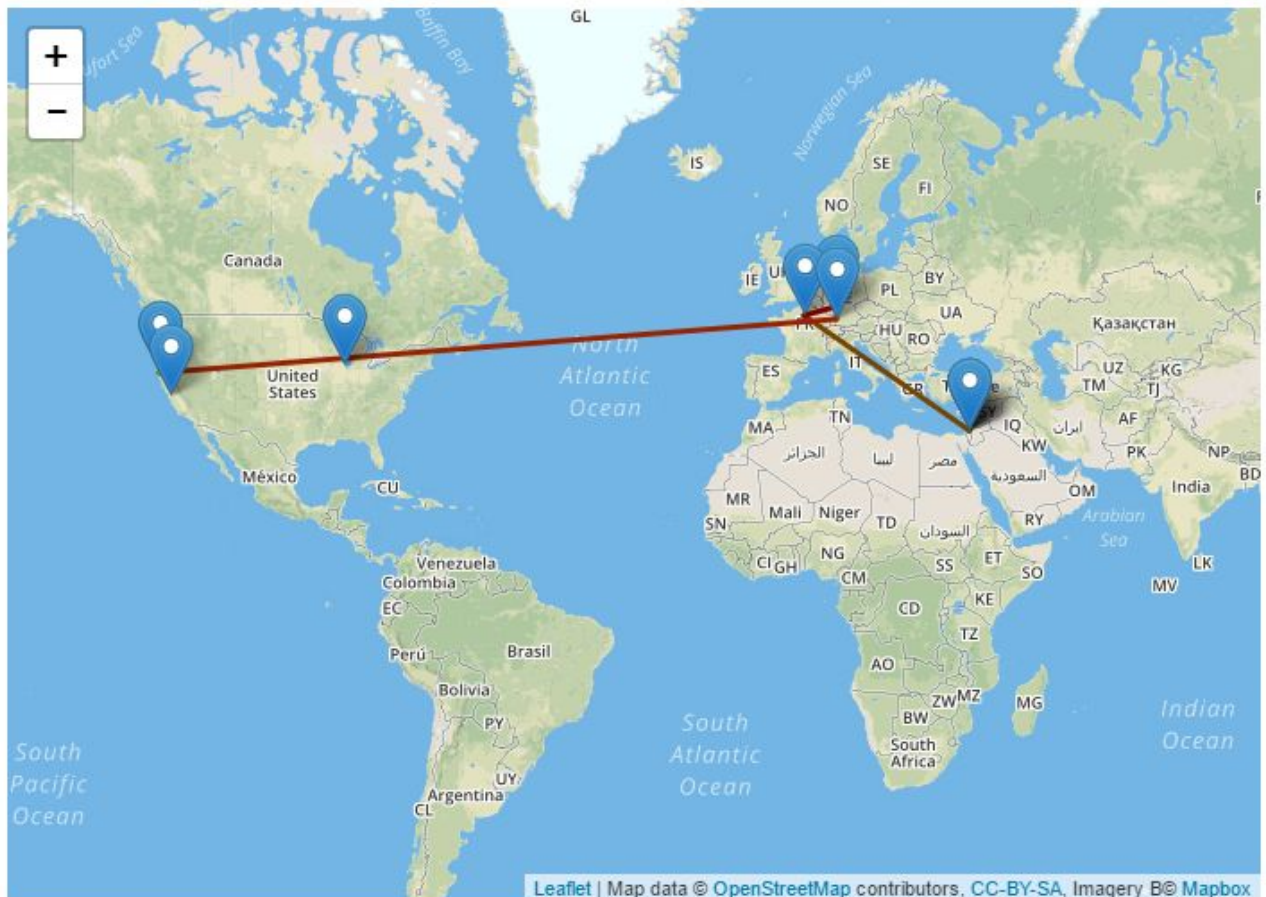 GL
+
−
Baffin Bay
Norwegian Sea
IS
SE
FI
NO
Canada
IE
BY
PL
UA
HU
RO
Қазақстан
IT
United
States
North
Atlantic
Ocean
ES
UZ
KG
TM
TJ
MA
TN
IQ
ایران
AF
KW
PK
NP
BD
México
CU
الجزائر
ليبيا
مصر
السعودية
OM
India
MR
Mali
Niger
TD
السودان
RY
Arabian
Sea
SN
CI
GH
NG
CM
SS
ET
SO
LK
MV
Venezuela
Colombia
EC
CD
KE
TZ
Perú
Brasil
AO
Bolivia
ZW
MZ
MG
PY
BW
South
Africa
South
Atlantic
Ocean
Indian
Ocean
South
Pacific
Ocean
UY
Argentina
CL
Leaflet | Map data © OpenStreetMap contributors, CC-BY-SA, Imagery В© Mapbox